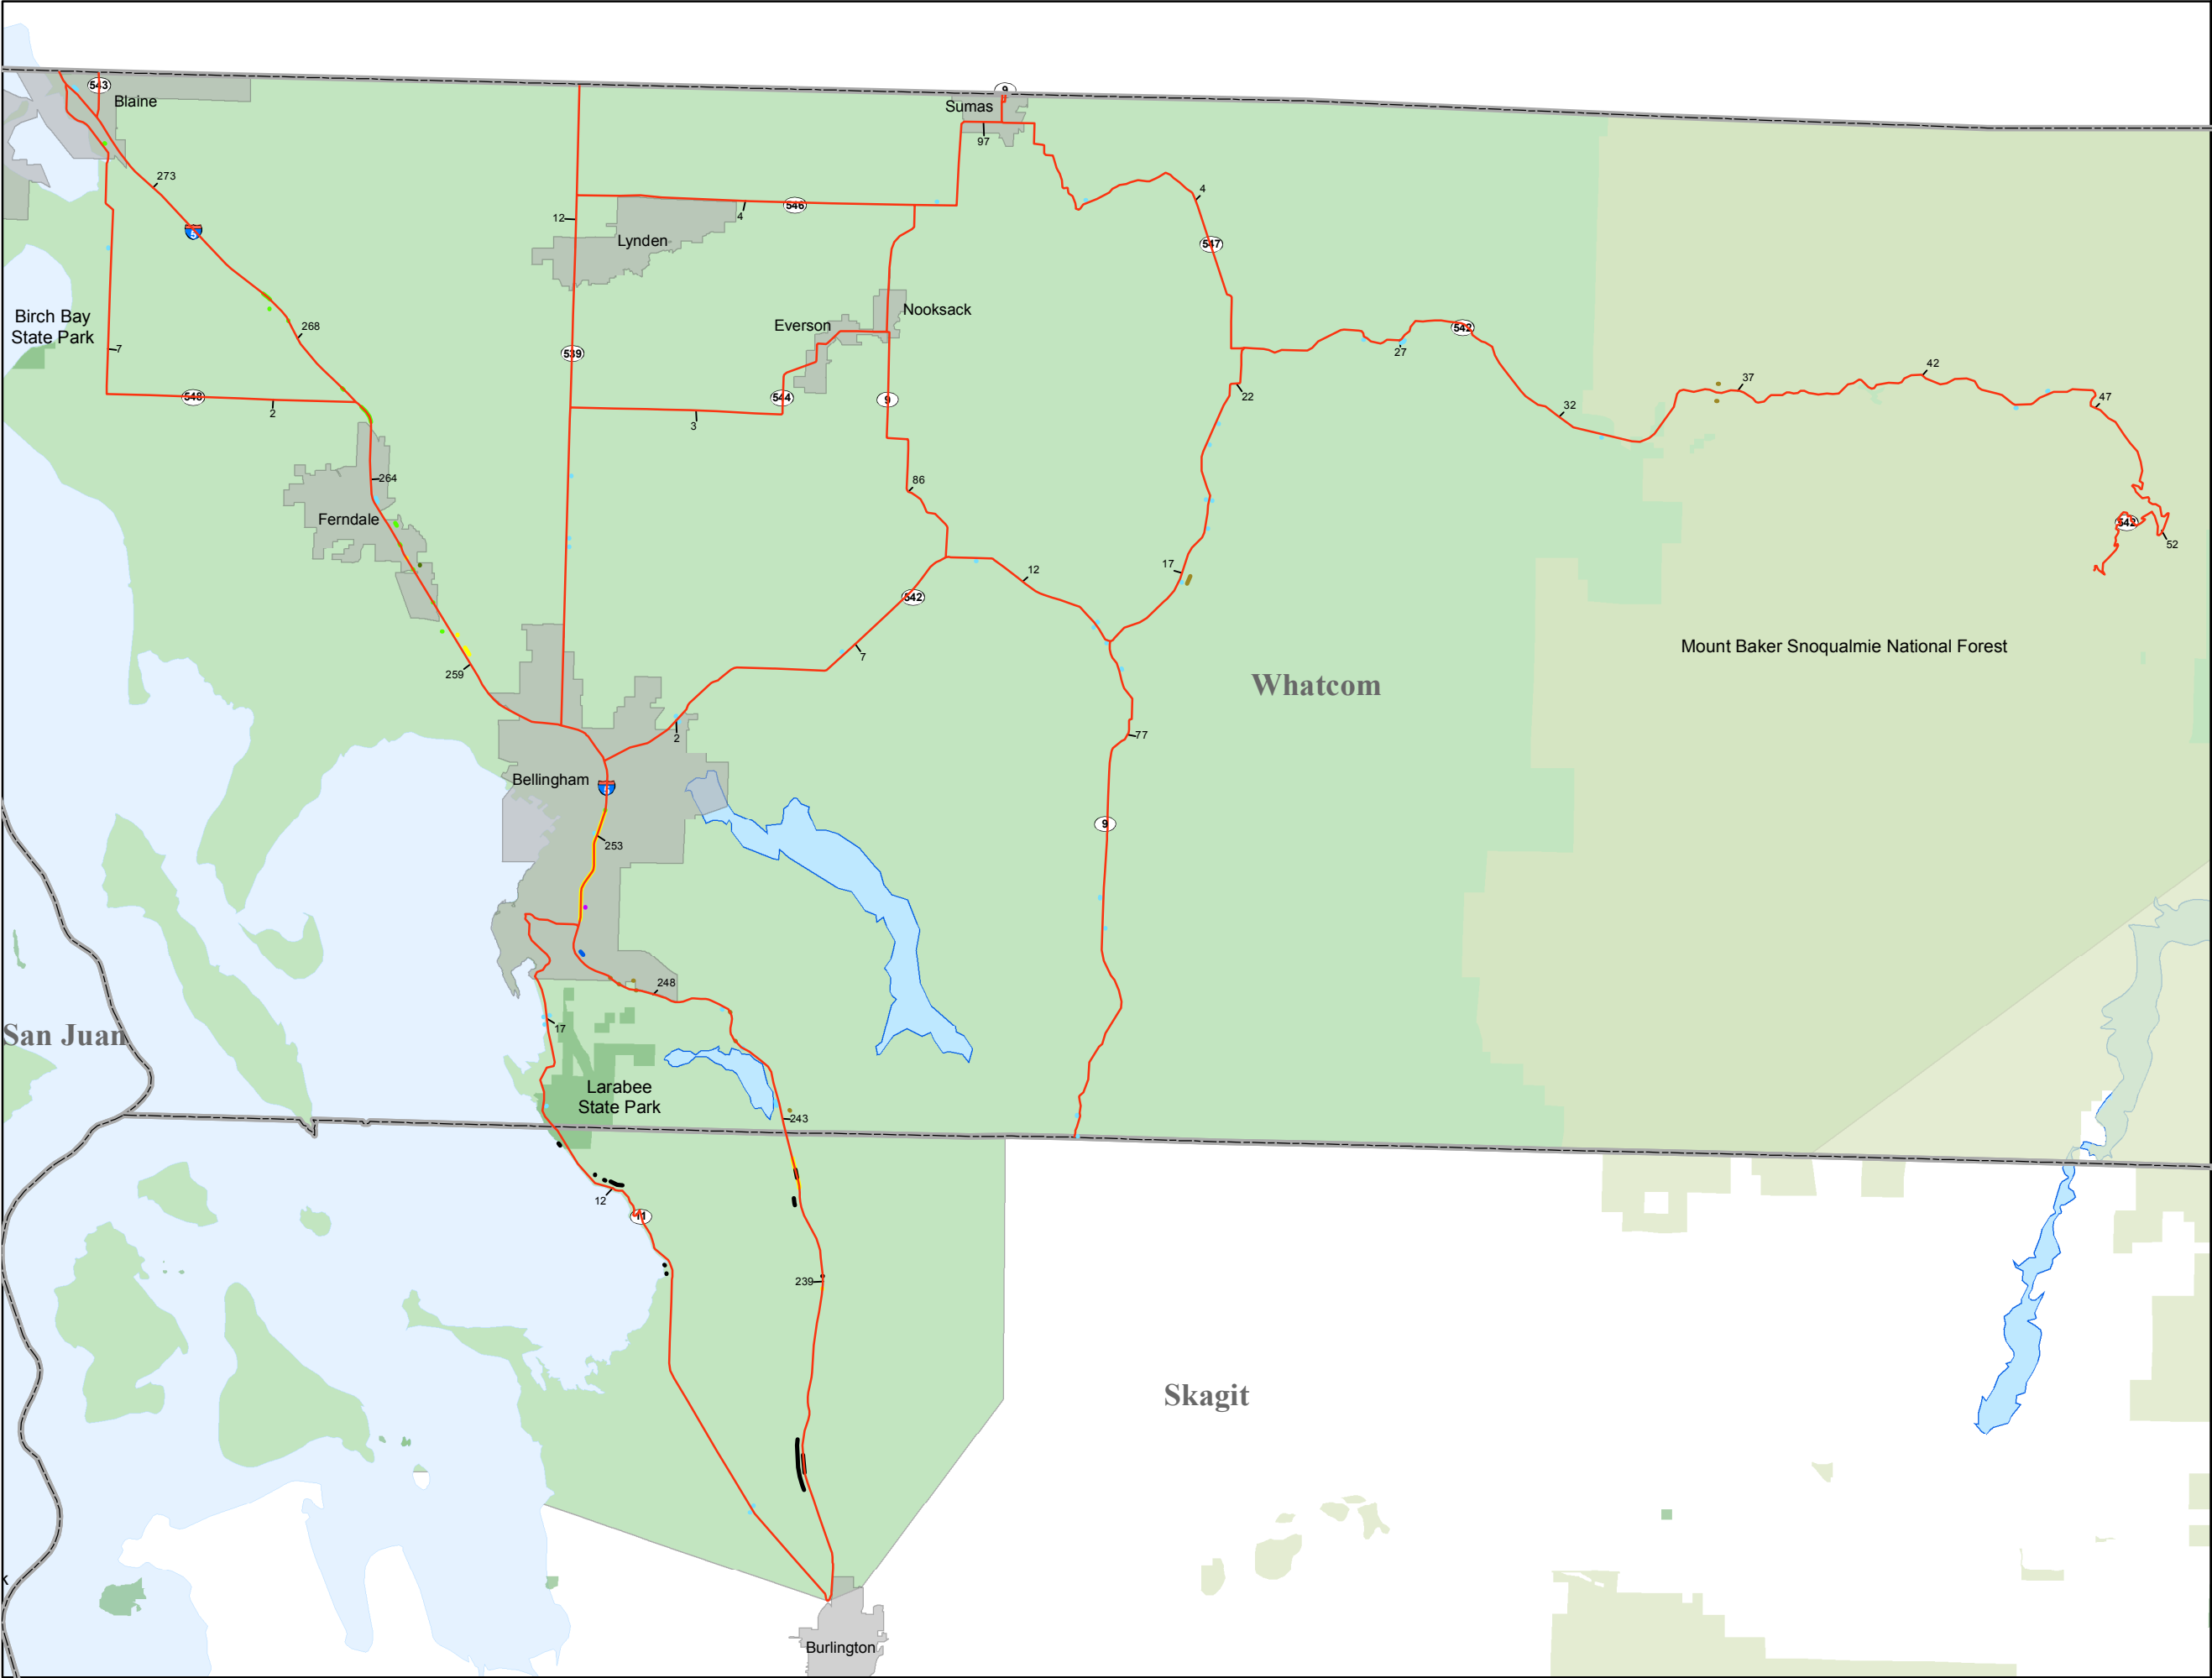 543
Blaine
9
Sumas
97
273
5
12
4
546
4
Lynden
547
Birch Bay
State Park
7
268
Everson
Nooksack
539
542
27
42
37
47
548
2
544
9
22
32
3
264
86
Ferndale
542
52
12
17
542
7
259
Mount Baker Snoqualmie National Forest
Whatcom
2
77
Bellingham
5
9
253
248
San Juan
17
Larabee
State Park
243
12
11
239
Skagit
k
Burlington